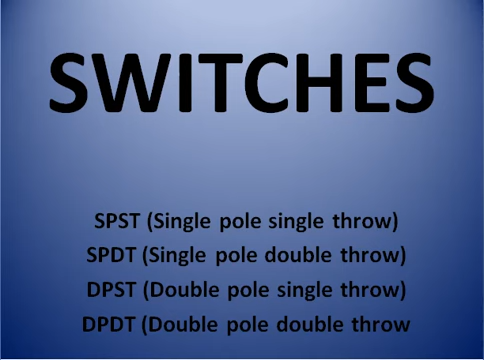 SWITCHES
SPST (Single pole single throw)
SPDT (Single pole double throw)
DPST (Double pole single throw)
DPDT (Double pole double throw